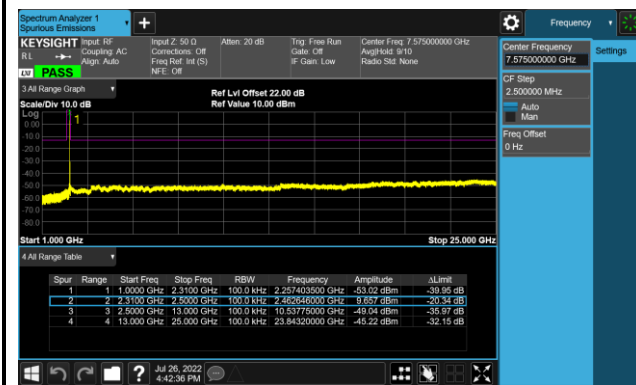 Spectrum Analyzer 1
Spurious Emissions
Frequency
KEYSIGHT
R L
PASS
Input: RF
Coupling: AC
Align: Auto
Input Z: 50 Ω
Corrections: Off
Freq Ref: Int (S)
NFE: Off
Atten: 20 dB
Trig: Free Run
Gate: Off
IF Gain: Low
Center Freq: 7.575000000 GHz
Avg|Hold: 9/10
Radio Std: None
Center Frequency
7.575000000 GHz
Settings
CF Step
2.500000 MHz
Auto
Man
Freq Offset
0 Hz
3 All Range Graph
Scale/Div 10.0 dB
Ref Lvl Offset 22.00 dB
Ref Value 10.00 dBm
Log
1
0.00
-10.0
-20.0
-30.0
-40.0
-50.0
-60.0
-70.0
-80.0
Start 1.000 GHz
Stop 25.000 GHz
4 All Range Table
Spur Range Start Freq Stop Freq RBW Frequency Amplitude ΔLimit
1 1 1.0000 GHz 2.3100 GHz 100.0 kHz 2.257403500 GHz -53.02 dBm -39.95 dB
2 2 2.3100 GHz 2.5000 GHz 100.0 kHz 2.462646000 GHz 9.657 dBm -20.34 dB
3 3 2.5000 GHz 13.000 GHz 100.0 kHz 10.53775000 GHz -49.04 dBm -35.97 dB
4 4 13.000 GHz 25.000 GHz 100.0 kHz 23.84320000 GHz -45.22 dBm -32.15 dB
?
Jul 26, 2022
4:42:36 PM